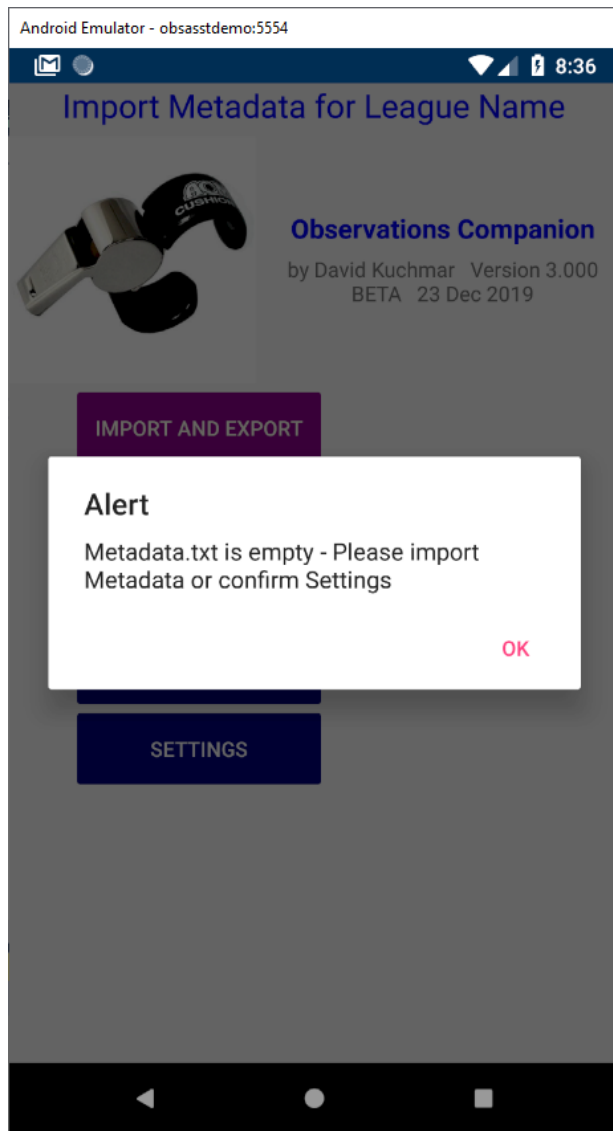 Android Emulator - obsasstdemo:5554
8:36
Import Metadata for League Name
ACME
CUSHION
Observations Companion
by David Kuchmar   Version 3.000
BETA   23 Dec 2019
IMPORT AND EXPORT
Alert
Metadata.txt is empty - Please import
Metadata or confirm Settings
OK
SETTINGS